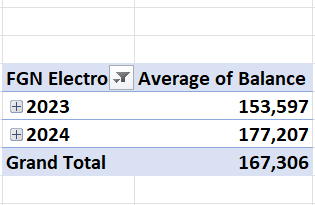 FGN Electro Average of Balance
2023 153,597
2024 177,207
Grand Total 167,306